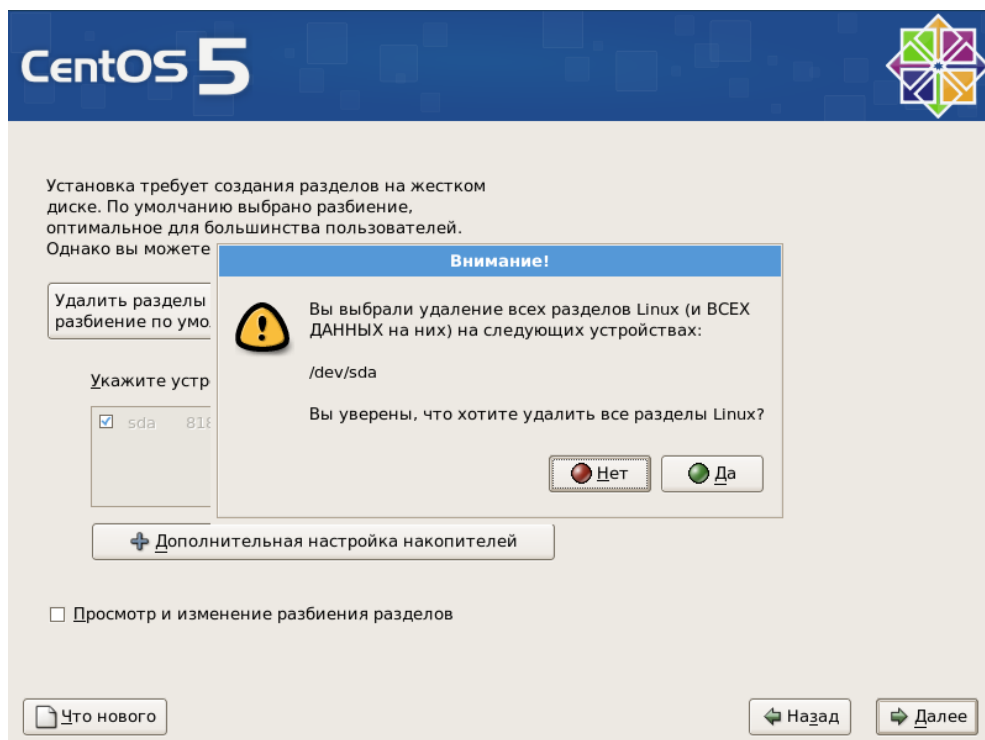 CentOS 5
Установка требует создания разделов на жестком
диске. По умолчанию выбрано разбиение,
оптимальное для большинства пользователей.
Однако вы можете
Внимание!
Удалить разделы
разбиение по умо
Вы выбрали удаление всех разделов Linux (и ВСЕХ
ДАННЫХ на них) на следующих устройствах:
/dev/sda
Вы уверены, что хотите удалить все разделы Linux?
Нет
Да
Укажите устр
sda 818
Дополнительная настройка накопителей
Просмотр и изменение разбиения разделов
Что нового
Назад
Далее